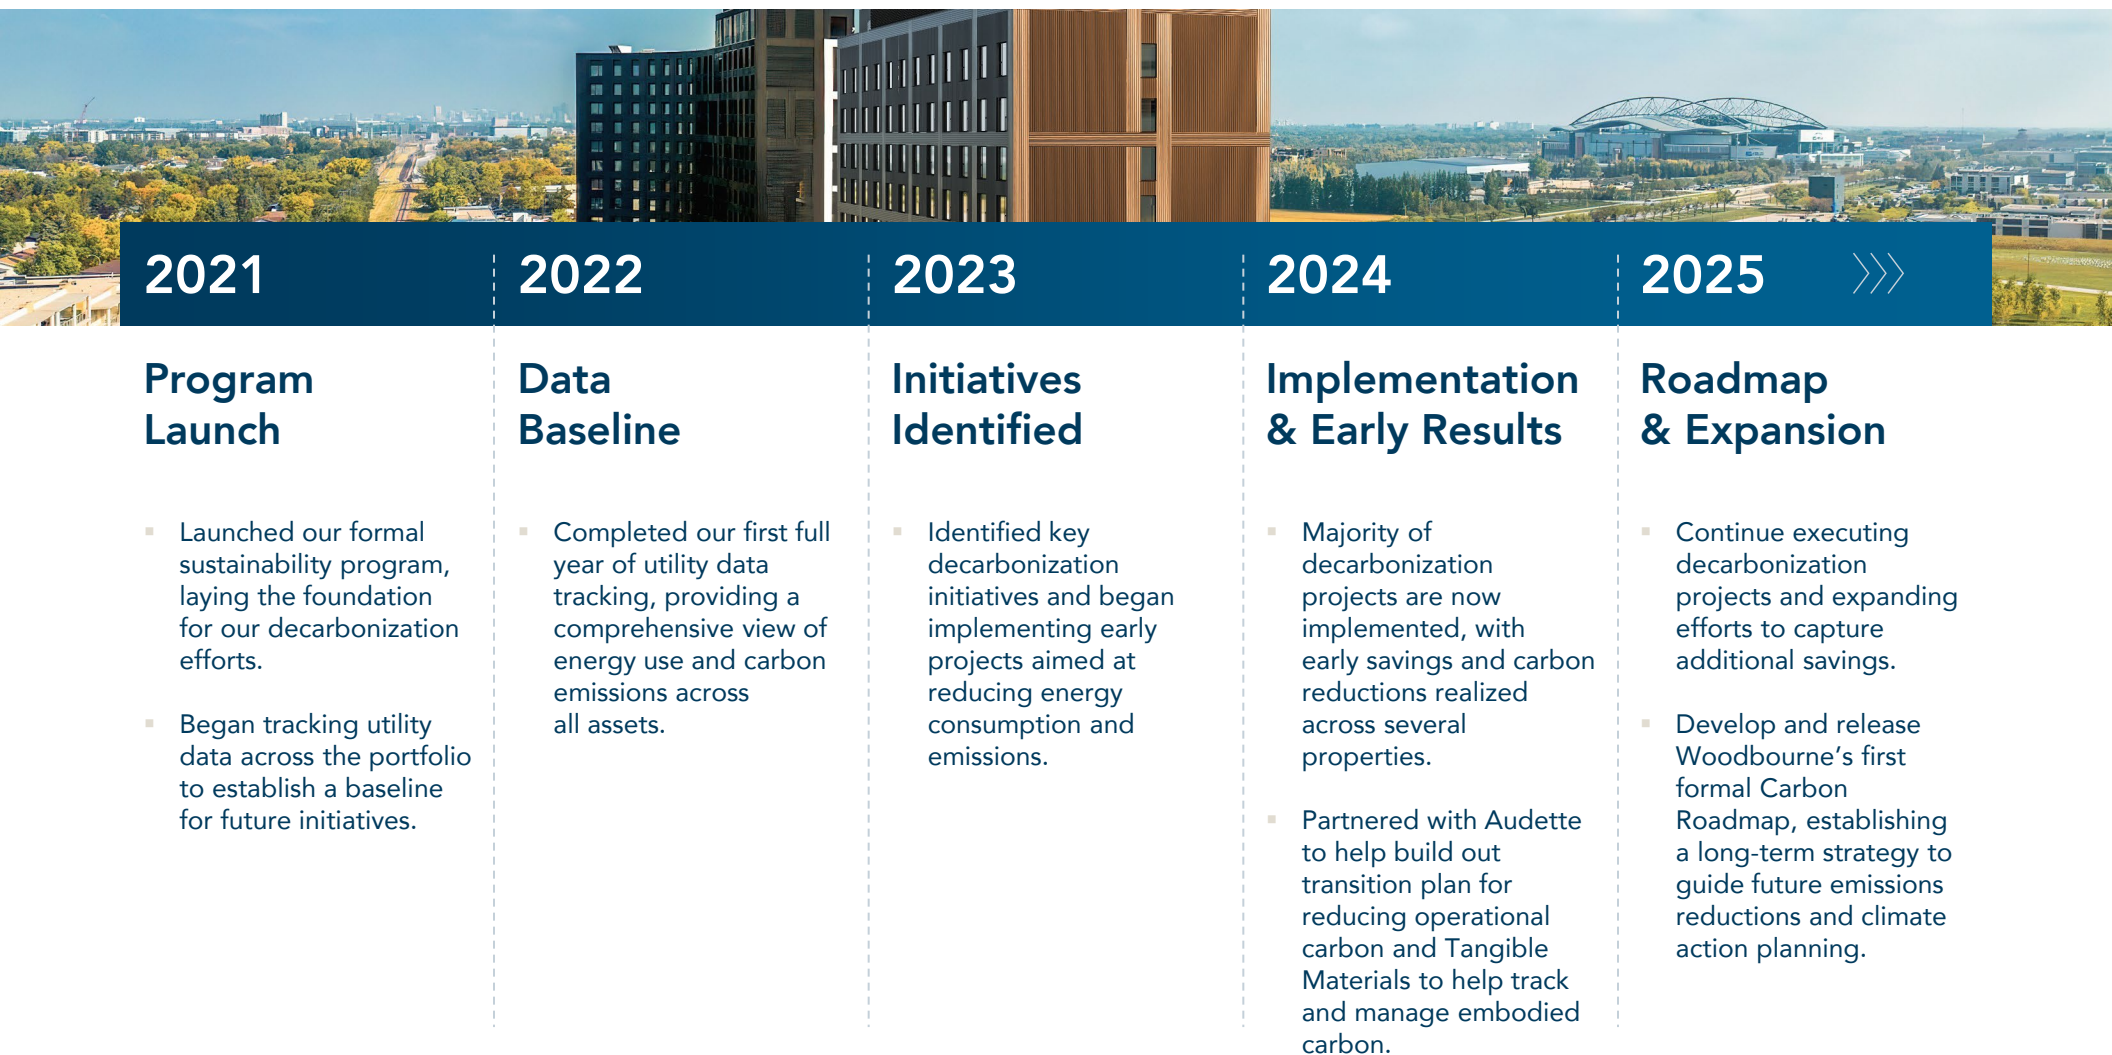 2021
2022
2023
2024
2025
Program
Launch
▪ Launched our formal
sustainability program,
laying the foundation
for our decarbonization
efforts.
▪ Began tracking utility
data across the portfolio
to establish a baseline
for future initiatives.
Data
Baseline
▪ Completed our first full
year of utility data
tracking, providing a
comprehensive view of
energy use and carbon
emissions across
all assets.
Initiatives
Identified
▪ Identified key
decarbonization
initiatives and began
implementing early
projects aimed at
reducing energy
consumption and
emissions.
Implementation
& Early Results
▪ Majority of
decarbonization
projects are now
implemented, with
early savings and carbon
reductions realized
across several
properties.
▪ Partnered with Audette
to help build out
transition plan for
reducing operational
carbon and Tangible
Materials to help track
and manage embodied
carbon.
Roadmap
& Expansion
▪ Continue executing
decarbonization
projects and expanding
efforts to capture
additional savings.
▪ Develop and release
Woodbourne’s first
formal Carbon
Roadmap, establishing
a long-term strategy to
guide future emissions
reductions and climate
action planning.